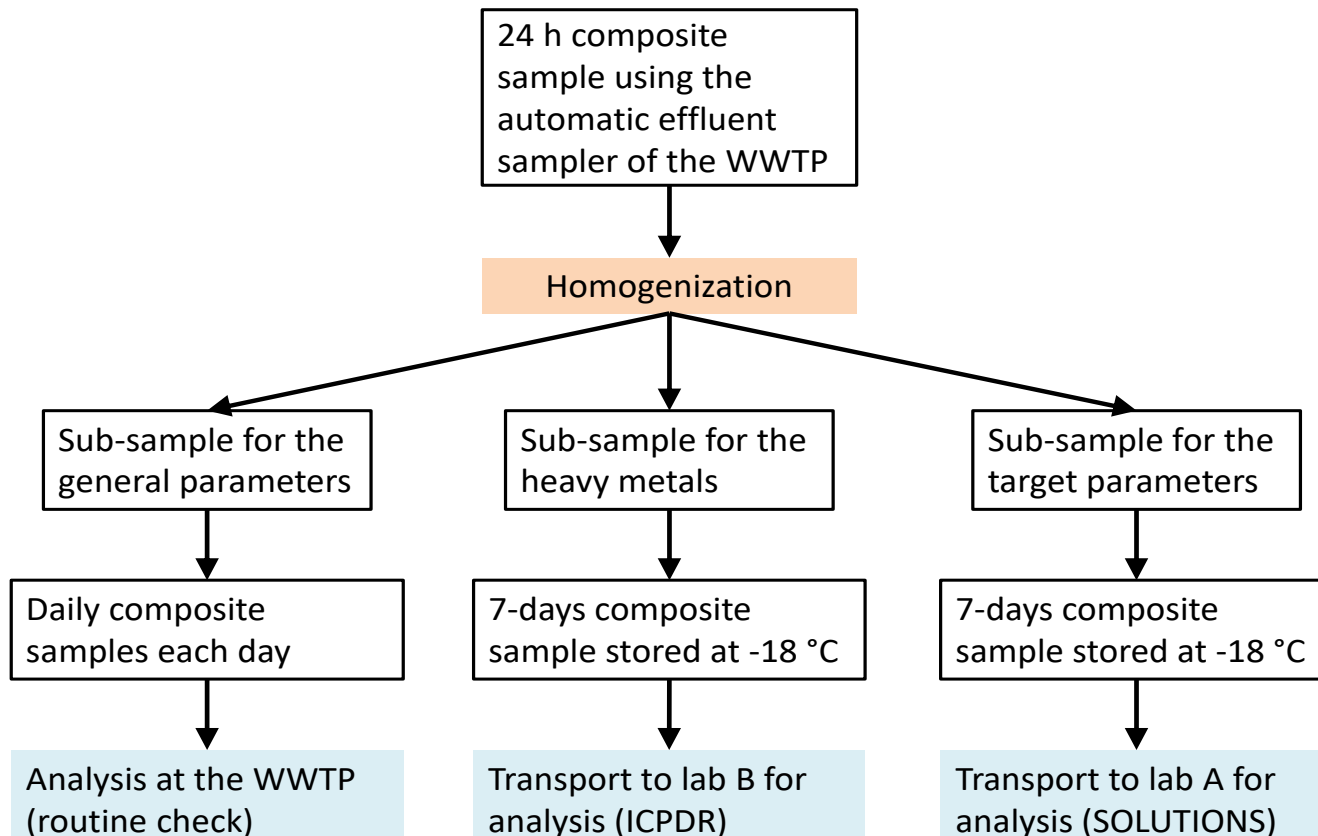 24 h composite
sample using the
automatic effluent
sampler of the WWTP
Homogenization
Sub-sample for the
general parameters
Sub-sample for the
heavy metals
Sub-sample for the
target parameters
Daily composite
samples each day
7-days composite
sample stored at -18 °C
7-days composite
sample stored at -18 °C
Analysis at the WWTP
(routine check)
Transport to lab B for
analysis (ICPDR)
Transport to lab A for
analysis (SOLUTIONS)